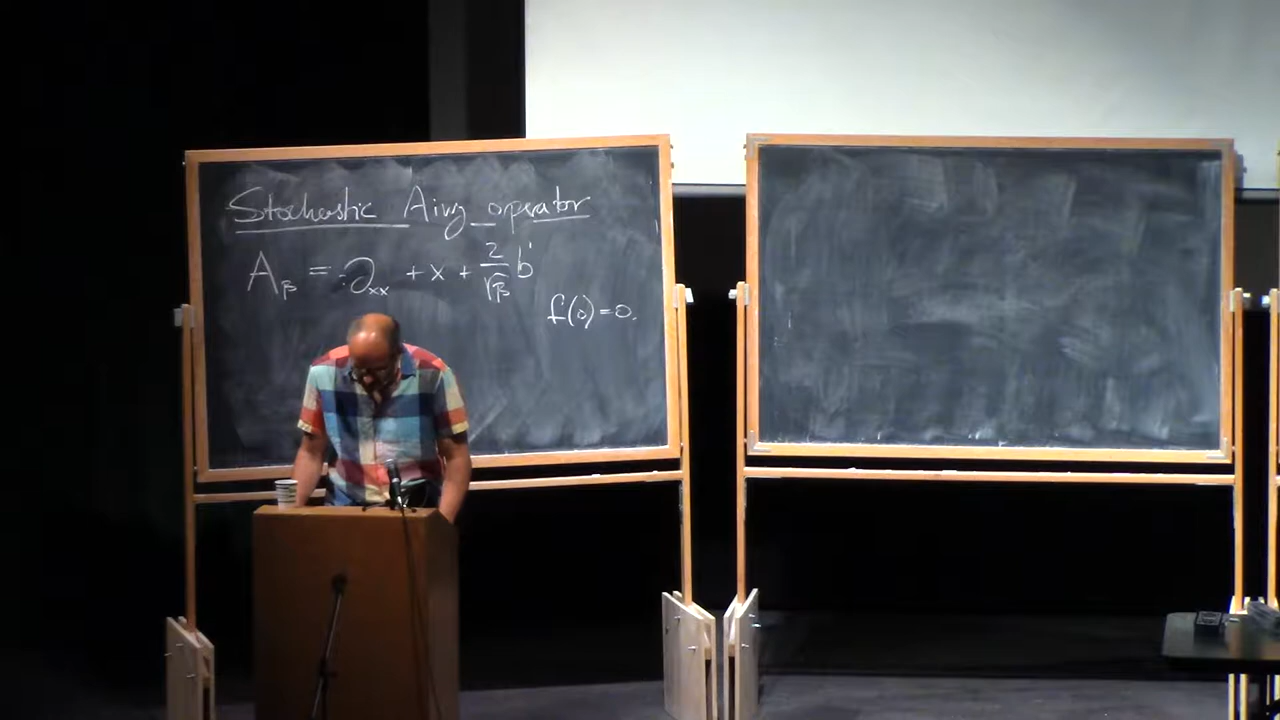 Stochastic Airy operator
A_β = -∂_xx + x + 2/√β b'
f(0)=0.